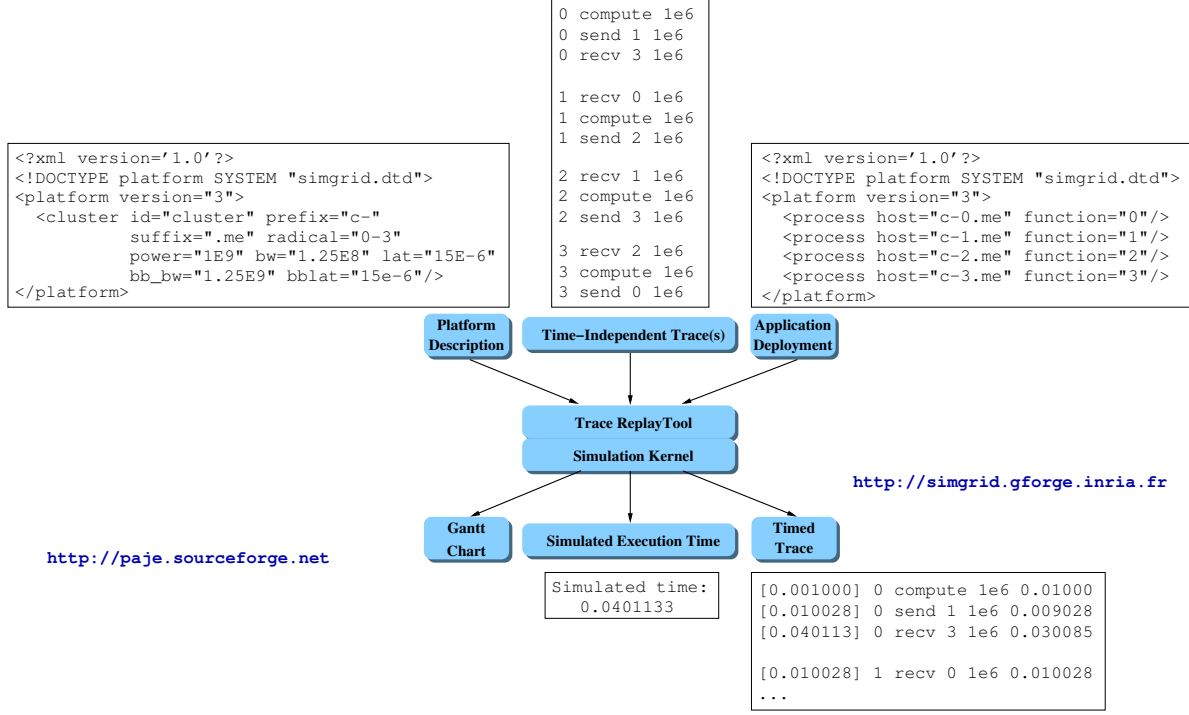 0 compute 1e6
0 send 1 1e6
0 recv 3 1e6
1 recv 0 1e6
1 compute 1e6
1 send 2 1e6
2 recv 1 1e6
2 compute 1e6
2 send 3 1e6
3 recv 2 1e6
3 compute 1e6
3 send 0 1e6
<?xml version='1.0'?>
<!DOCTYPE platform SYSTEM "simgrid.dtd">
<platform version="3">
<cluster id="cluster" prefix="c-"
suffix=".me" radical="0-3"
power="1E9" bw="1.25E8" lat="15E-6"
bb_bw="1.25E9" bblat="15e-6"/>
</platform>
<?xml version='1.0'?>
<!DOCTYPE platform SYSTEM "simgrid.dtd">
<platform version="3">
<process host="c-0.me" function="0"/>
<process host="c-1.me" function="1"/>
<process host="c-2.me" function="2"/>
<process host="c-3.me" function="3"/>
</platform>
Platform
Description
Time-Independent Trace(s)
Application
Deployment
Trace ReplayTool
Simulation Kernel
http://simgrid.gforge.inria.fr
Gantt
Chart
Simulated Execution Time
Timed
Trace
http://paje.sourceforge.net
Simulated time:
0.0401133
[0.001000] 0 compute 1e6 0.01000
[0.010028] 0 send 1 1e6 0.009028
[0.040113] 0 recv 3 1e6 0.030085
[0.010028] 1 recv 0 1e6 0.010028
...